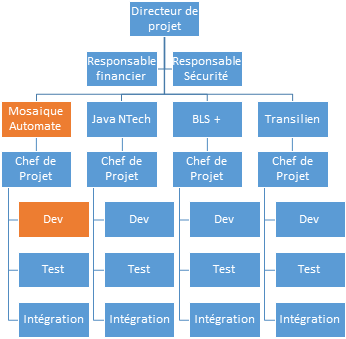 Directeur de
projet
Responsable
financier
Responsable
Sécurité
Mosaique
Automate
Java NTech
BLS +
Transilien
Chef de
Projet
Chef de
Projet
Chef de
Projet
Chef de
Projet
Dev
Dev
Dev
Dev
Test
Test
Test
Test
Intégration
Intégration
Intégration
Intégration